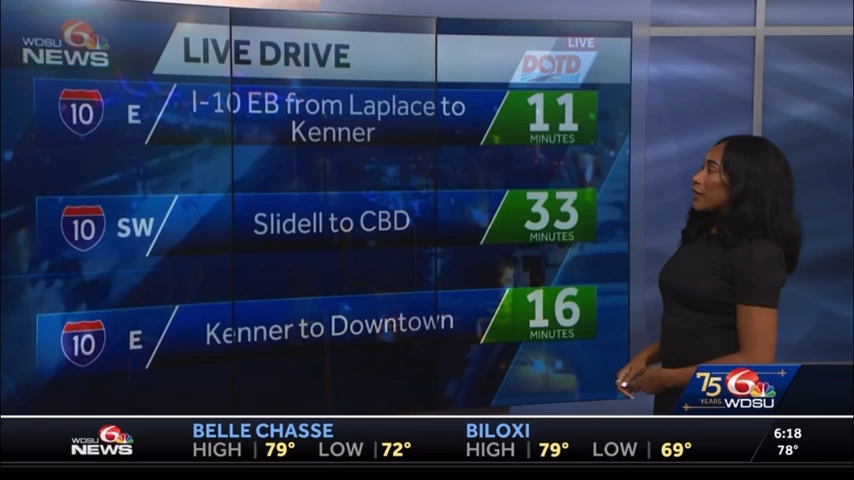 WDSU 6
NEWS
LIVE DRIVE
LIVE
DOTD
10 E
I-10 EB from Laplace to
Kenner
11
MINUTES
10 SW
Slidell to CBD
33
MINUTES
10 E
Kenner to Downtown
16
MINUTES
75 6
YEARS WDSU
WDSU 6
NEWS
BELLE CHASSE
HIGH | 79° LOW | 72°
BILOXI
HIGH | 79° LOW | 69°
6:18
78°